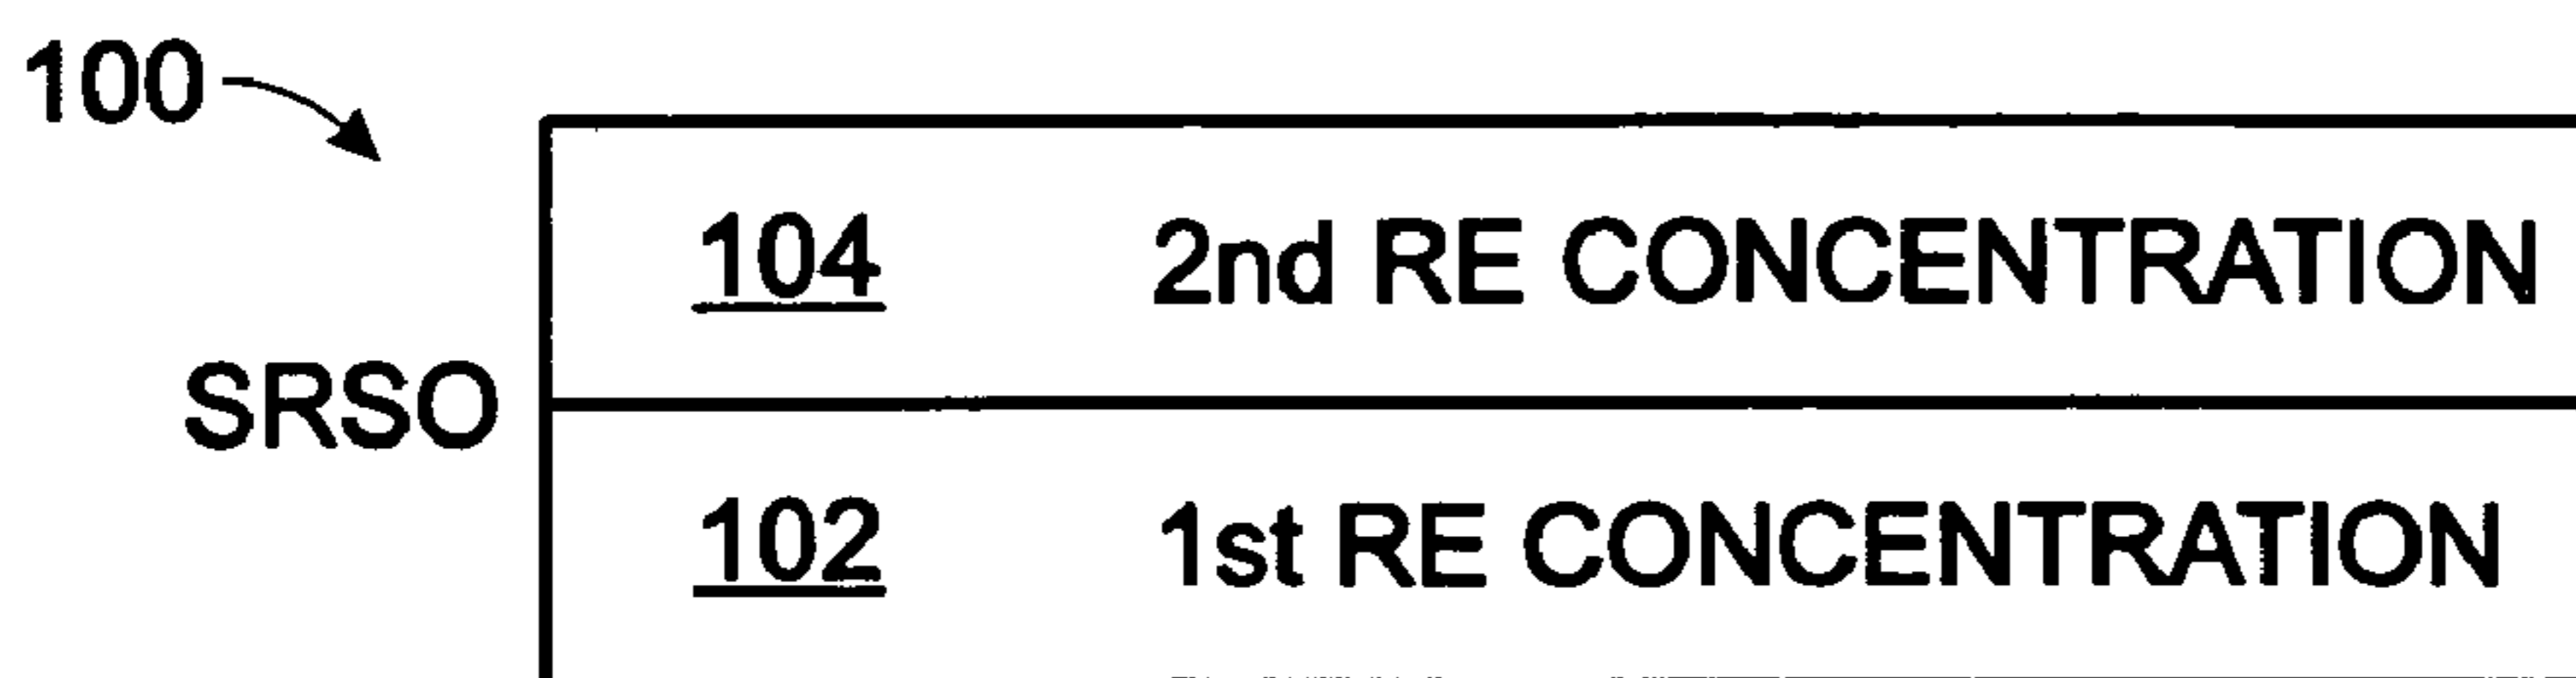 100
104 2nd RE CONCENTRATION
SRSO
102 1st RE CONCENTRATION